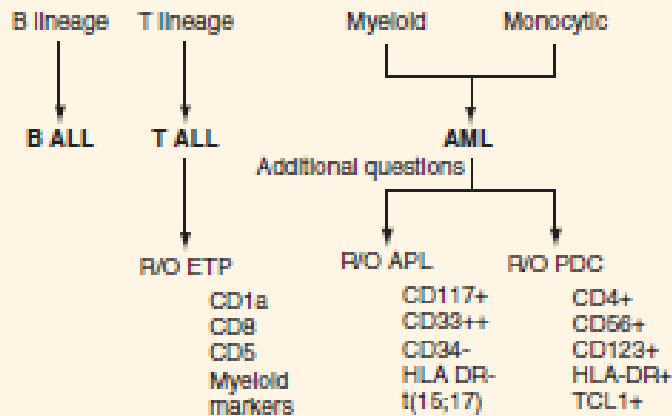 B lineage T lineage Myeloid Monocytic
B ALL T ALL AML
Additional questions
R/O ETP R/O APL R/O PDC
CD1a
CD8
CD5
Myeloid
markers
CD117+
CD33++
CD34-
HLA DR-
t(15;17)
CD4+
CD56+
CD123+
HLA-DR+
TCL1+